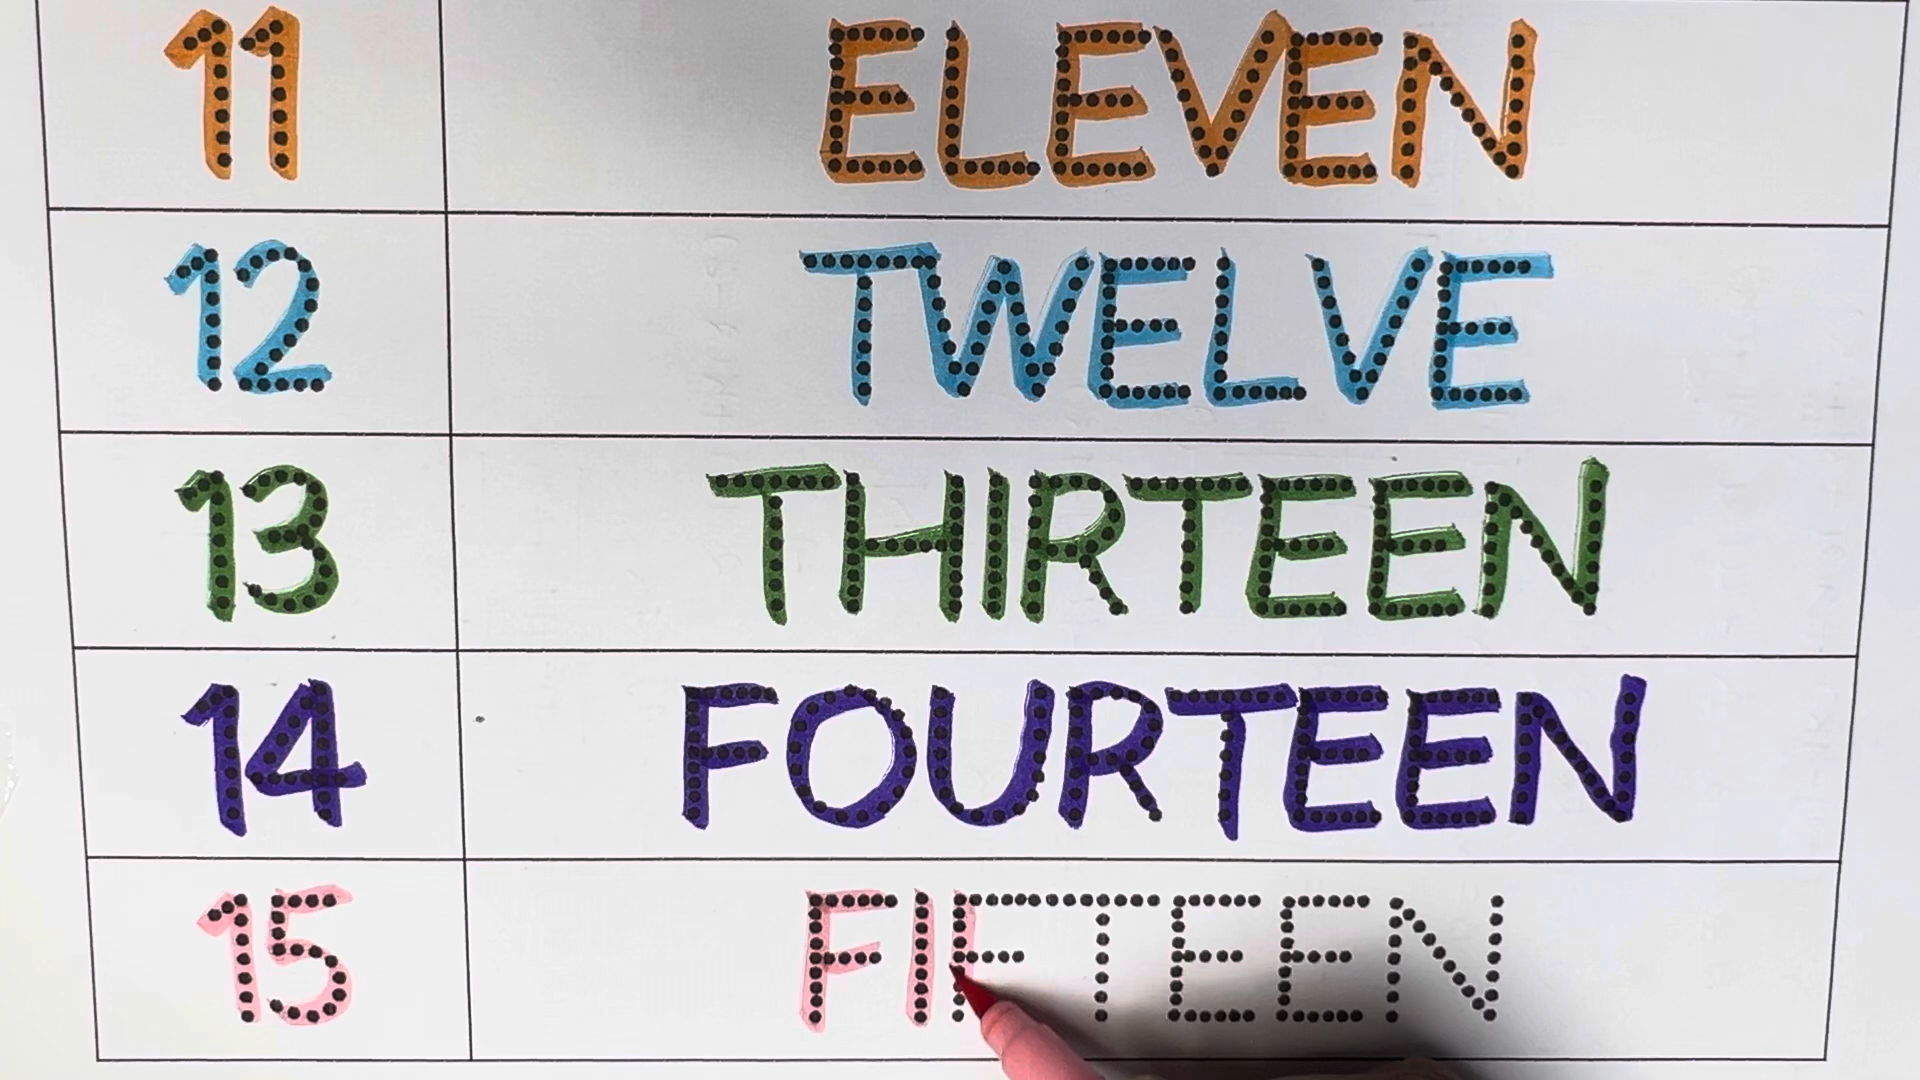 11 ELEVEN
12 TWELVE
13 THIRTEEN
14 FOURTEEN
15 FIFTEEN